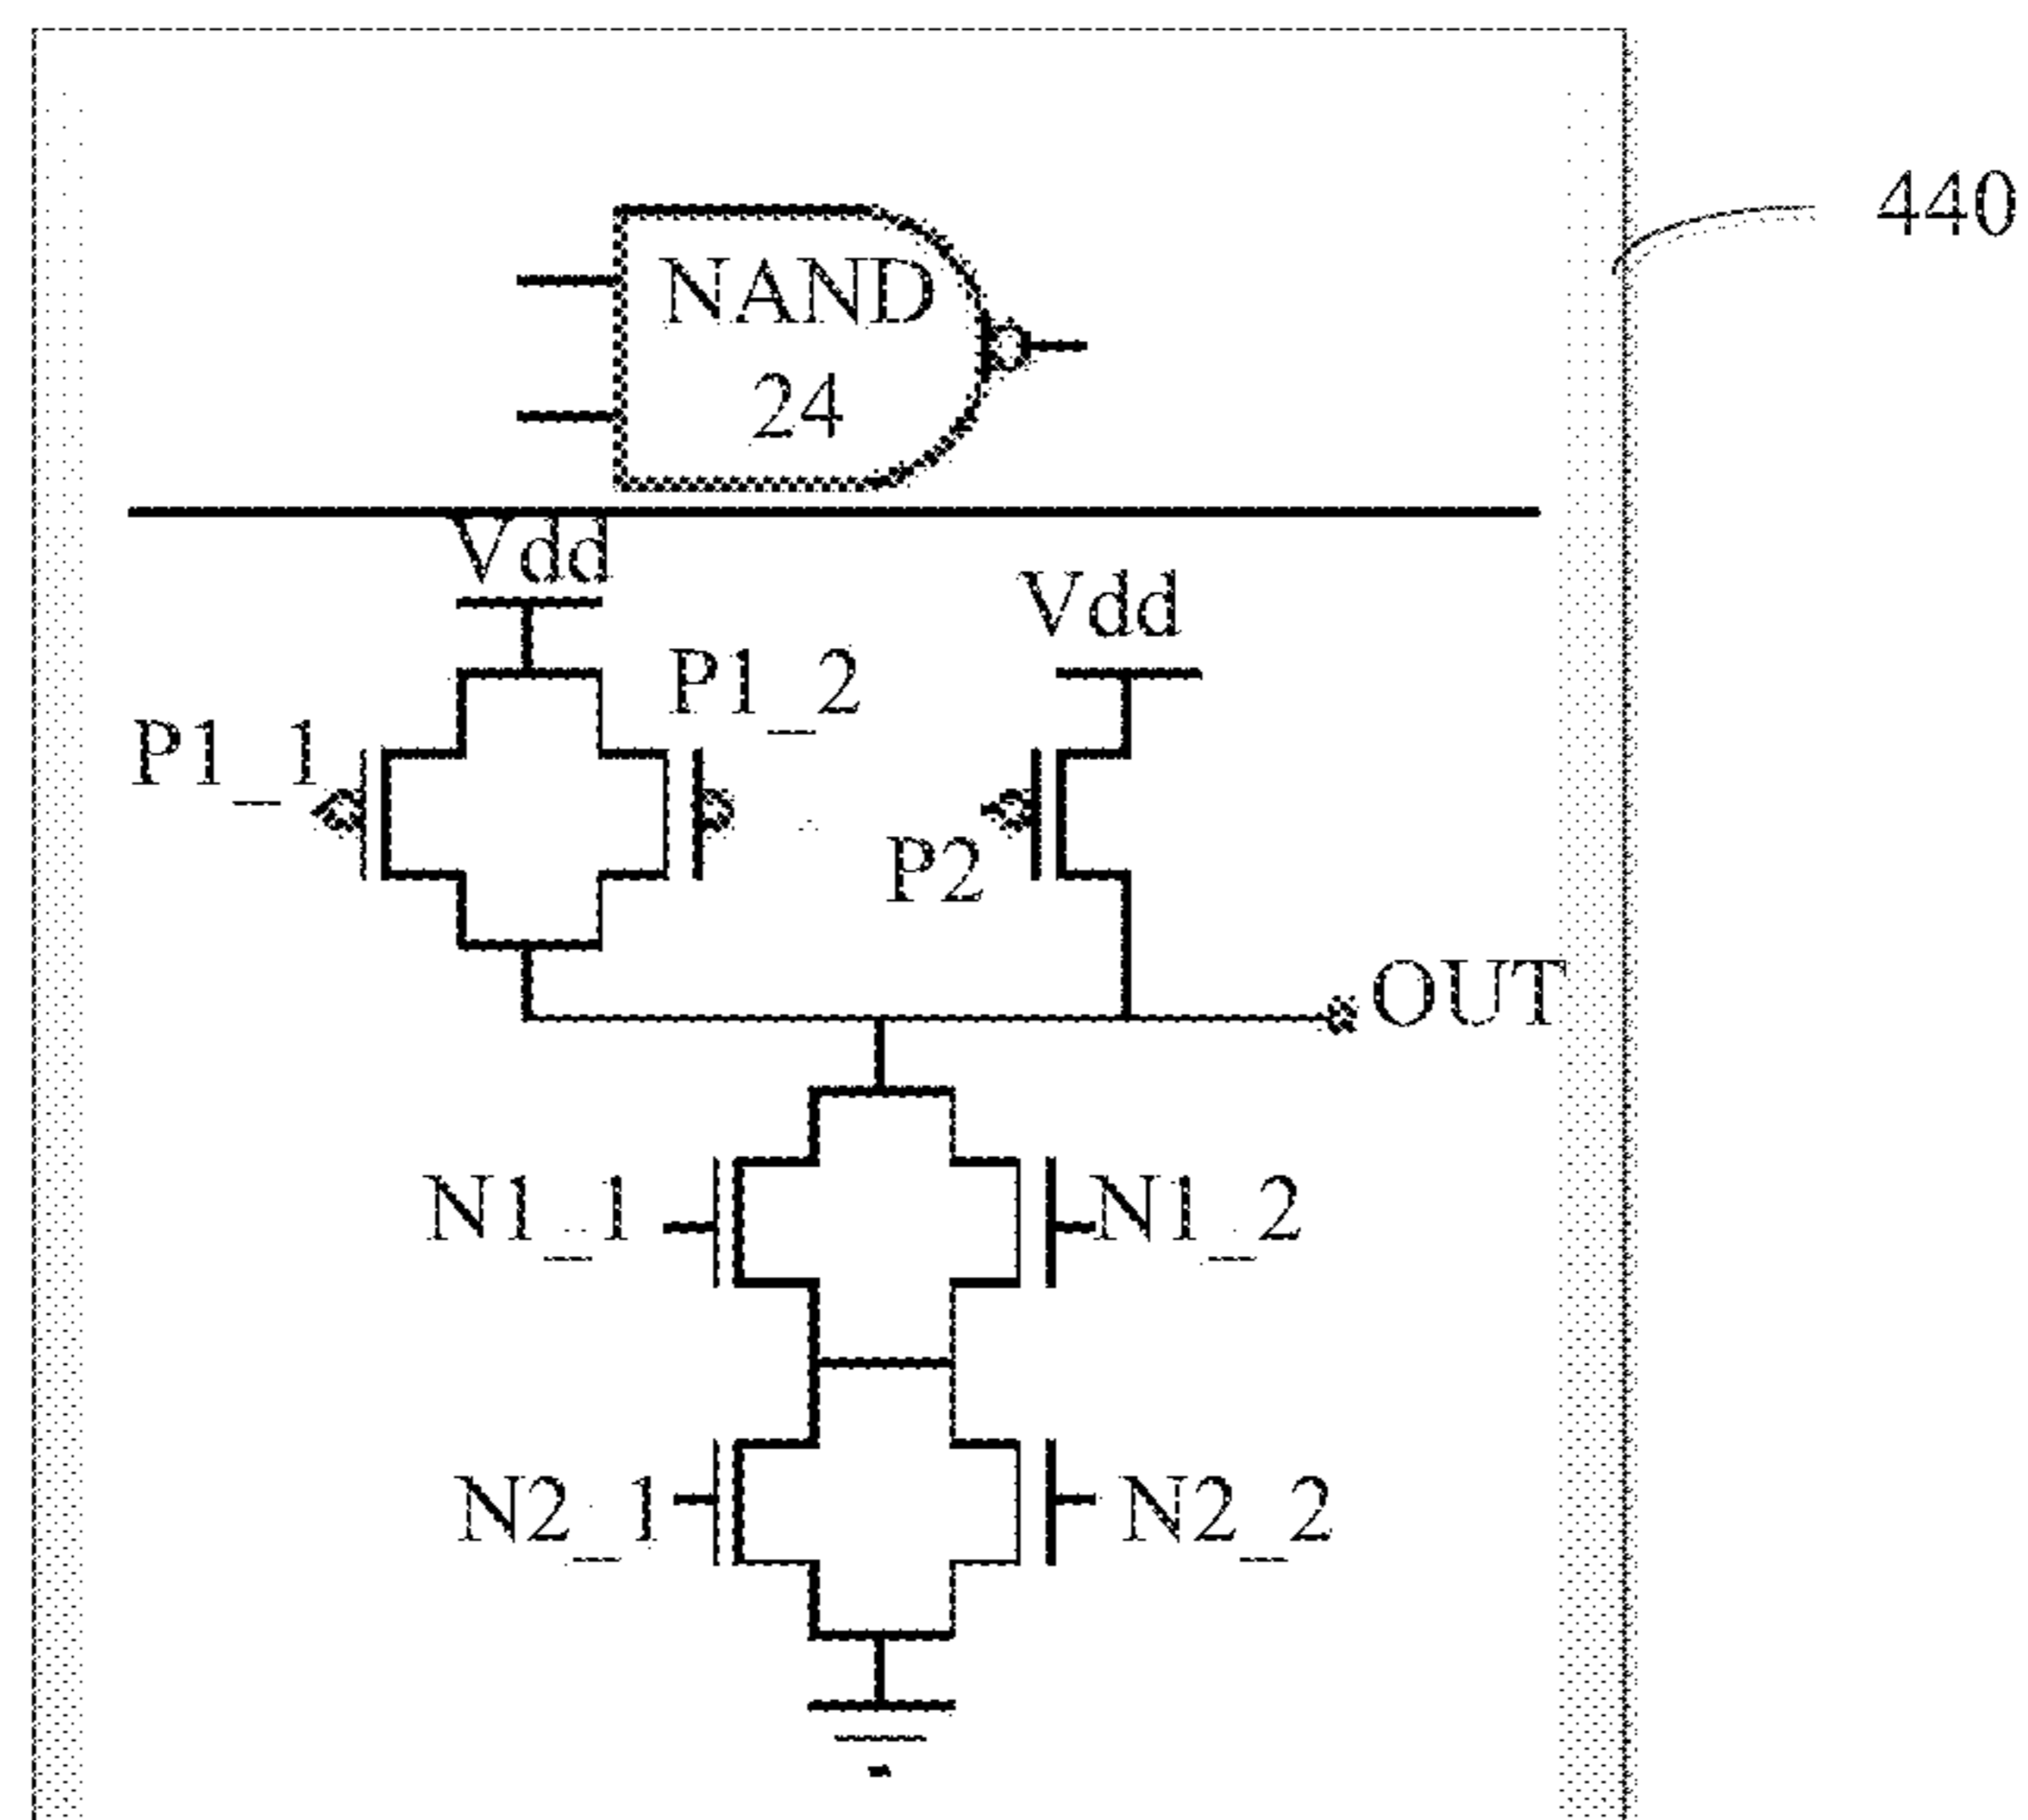 440
NAND
24
Vdd
Vdd
P1_2
P1_1
P2
OUT
N1_1
N1_2
N2_1
N2_2